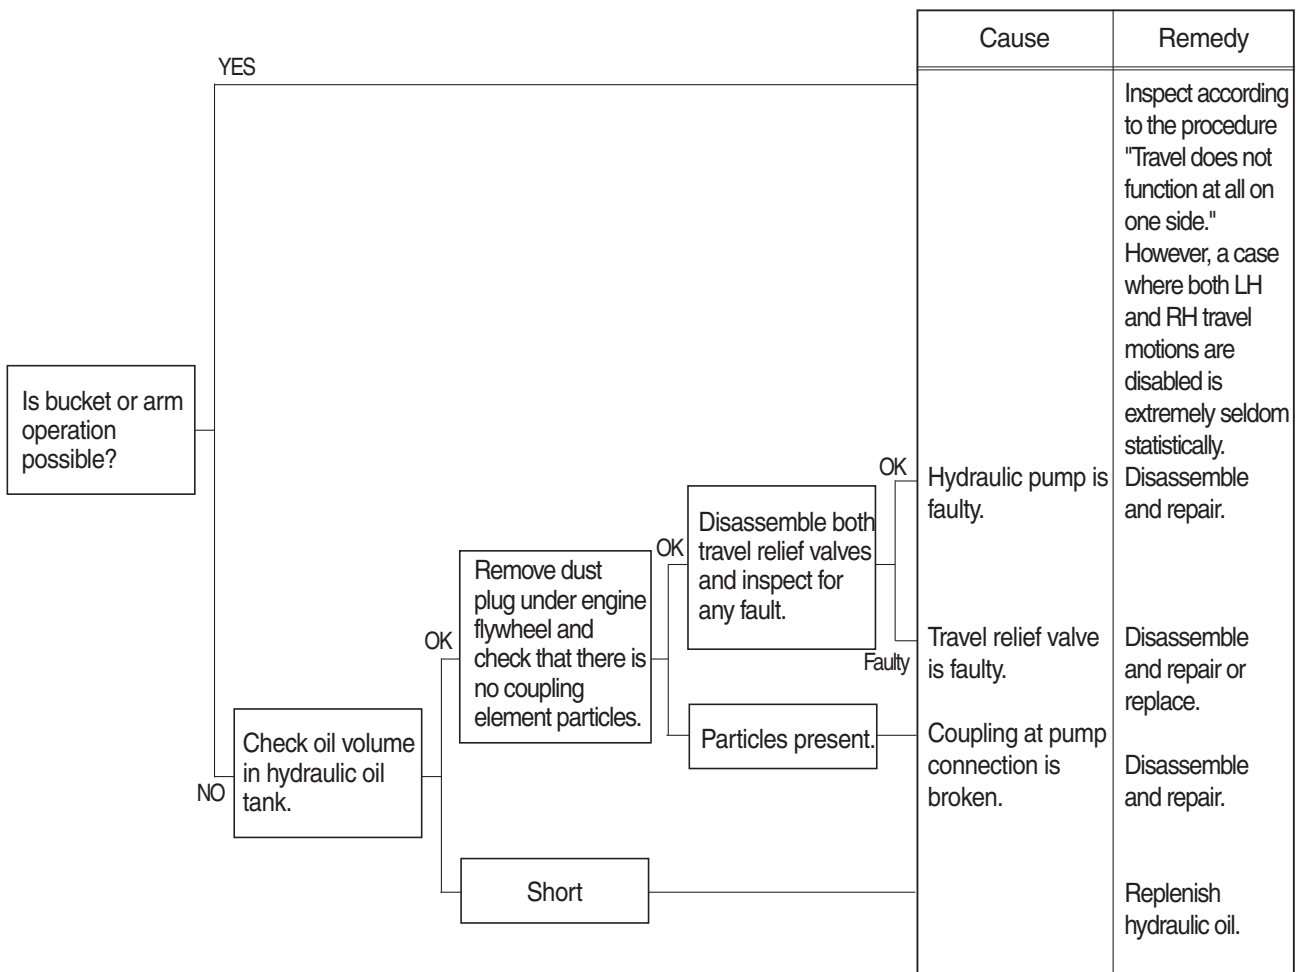 Cause
Remedy
YES
Inspect according
to the procedure
"Travel does not
function at all on
one side."
However, a case
where both LH
and RH travel
motions are
disabled is
extremely seldom
statistically.
Is bucket or arm
operation
possible?
NO
Check oil volume
in hydraulic oil
tank.
OK
Remove dust
plug under engine
flywheel and
check that there is
no coupling
element particles.
OK
Disassemble both
travel relief valves
and inspect for
any fault.
OK
Hydraulic pump is
faulty.
Disassemble
and repair.
Faulty
Travel relief valve
is faulty.
Disassemble
and repair or
replace.
Particles present.
Coupling at pump
connection is
broken.
Disassemble
and repair.
Short
Replenish
hydraulic oil.